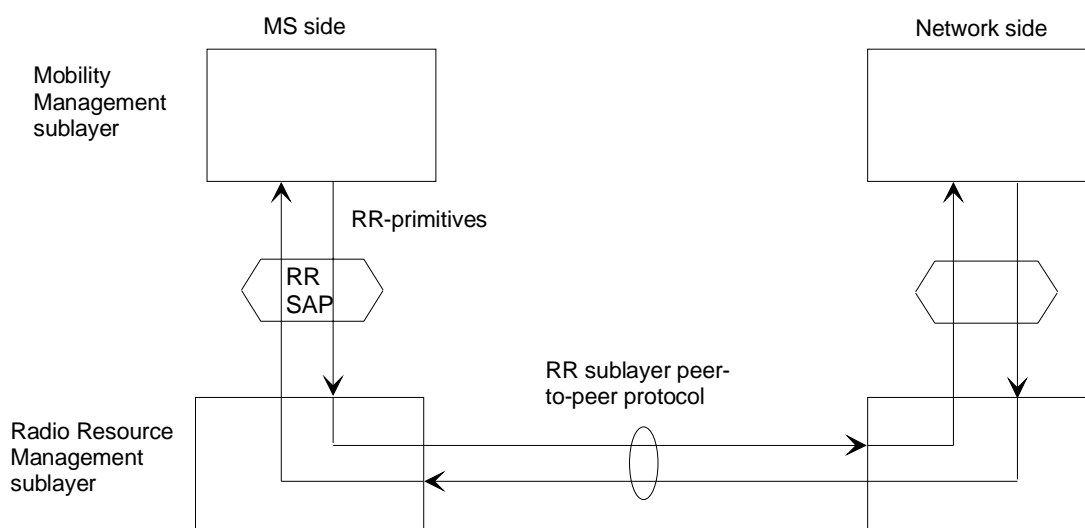 MS side
Network side
Mobility
Management
sublayer
RR-primitives
RR
SAP
RR sublayer peer-
to-peer protocol
Radio Resource
Management
sublayer